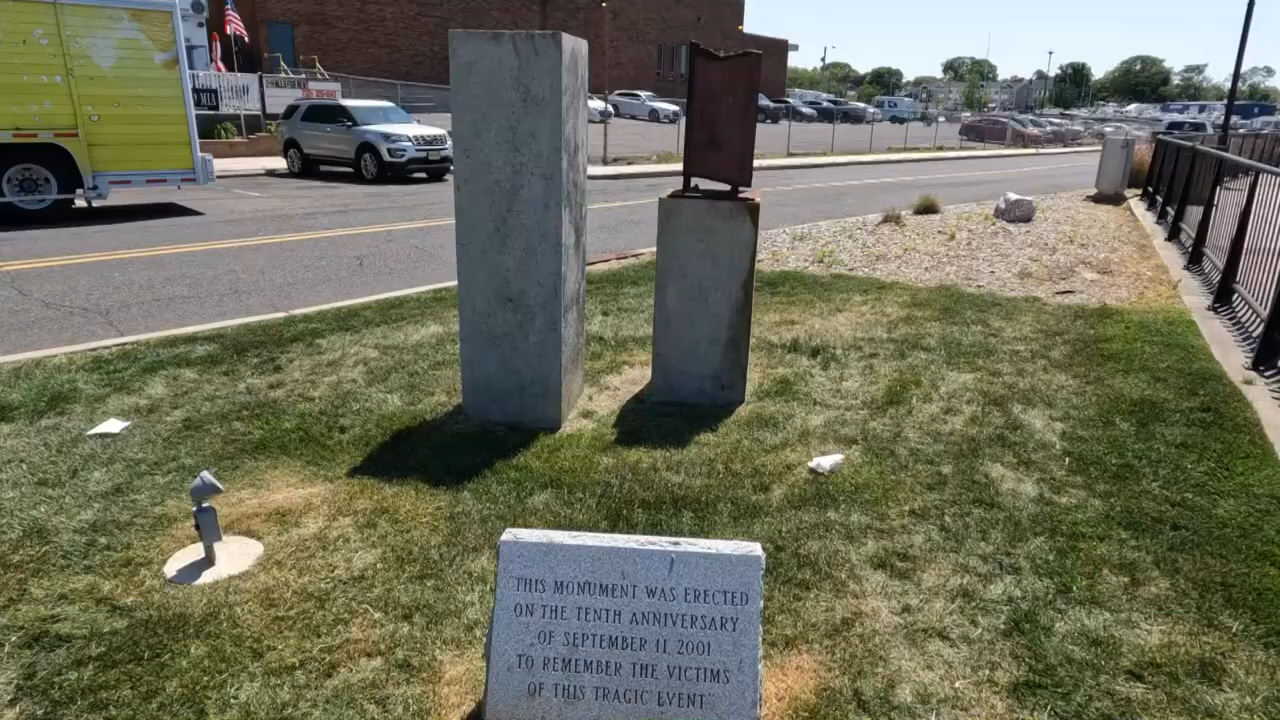 THIS MONUMENT WAS ERECTED
ON THE TENTH ANNIVERSARY
OF SEPTEMBER 11, 2001
TO REMEMBER THE VICTIMS
OF THIS TRAGIC EVENT"